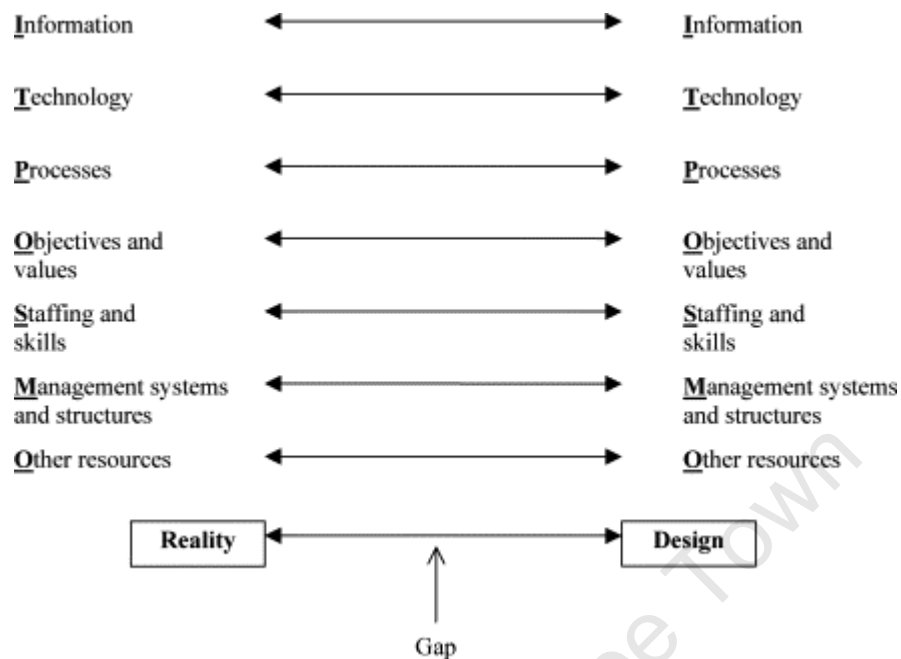 Information Information
Technology Technology
Processes Processes
Objectives and Objectives and
values values
Staffing and Staffing and
skills skills
Management systems Management systems
and structures and structures
Other resources Other resources
Reality Design
Gap
Town